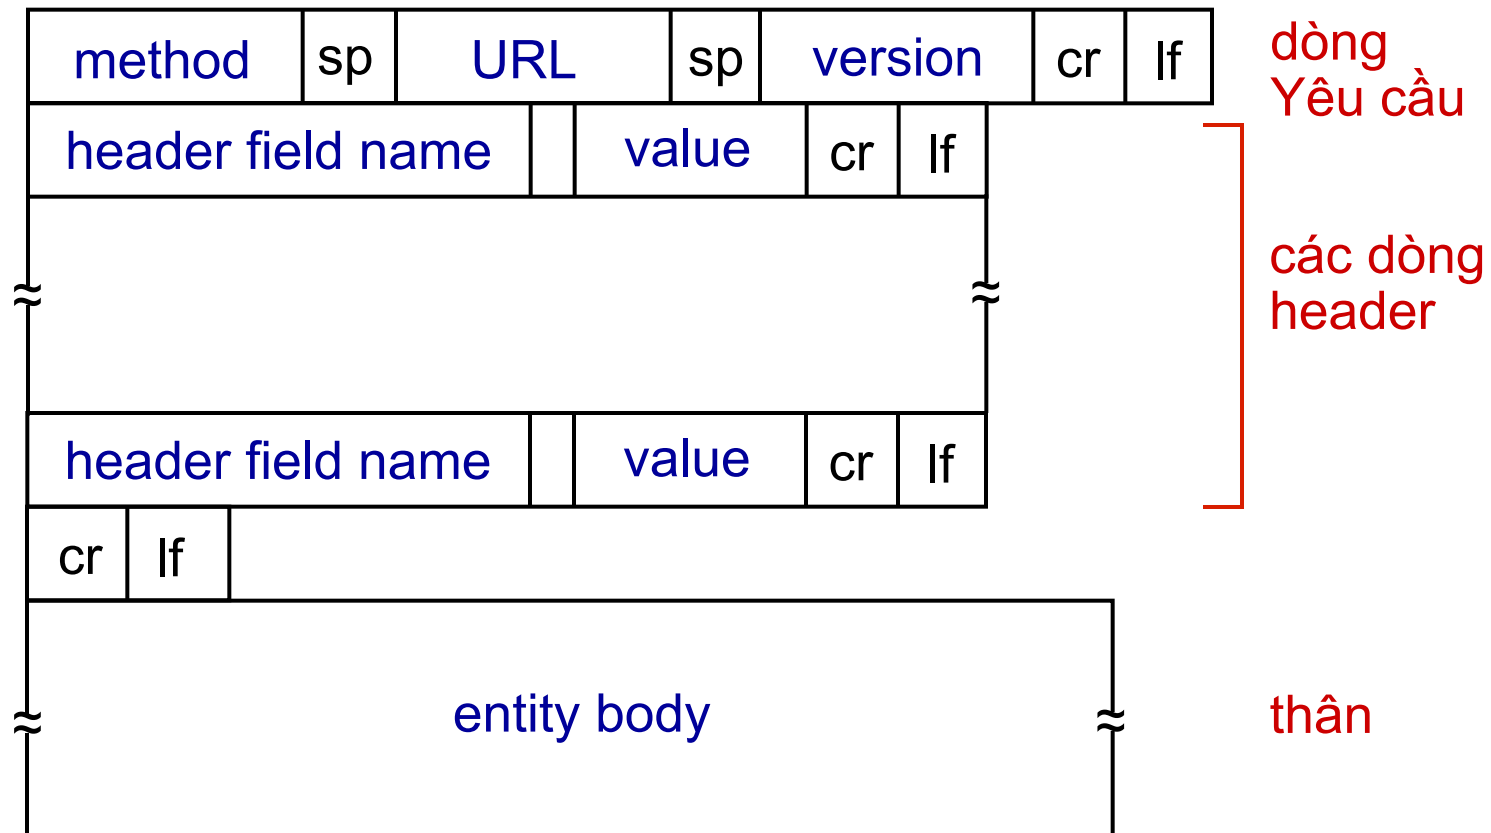 method sp URL sp version cr lf
dòng
Yêu cầu
header field name value cr lf
các dòng
header
header field name value cr lf
cr lf
entity body
thân